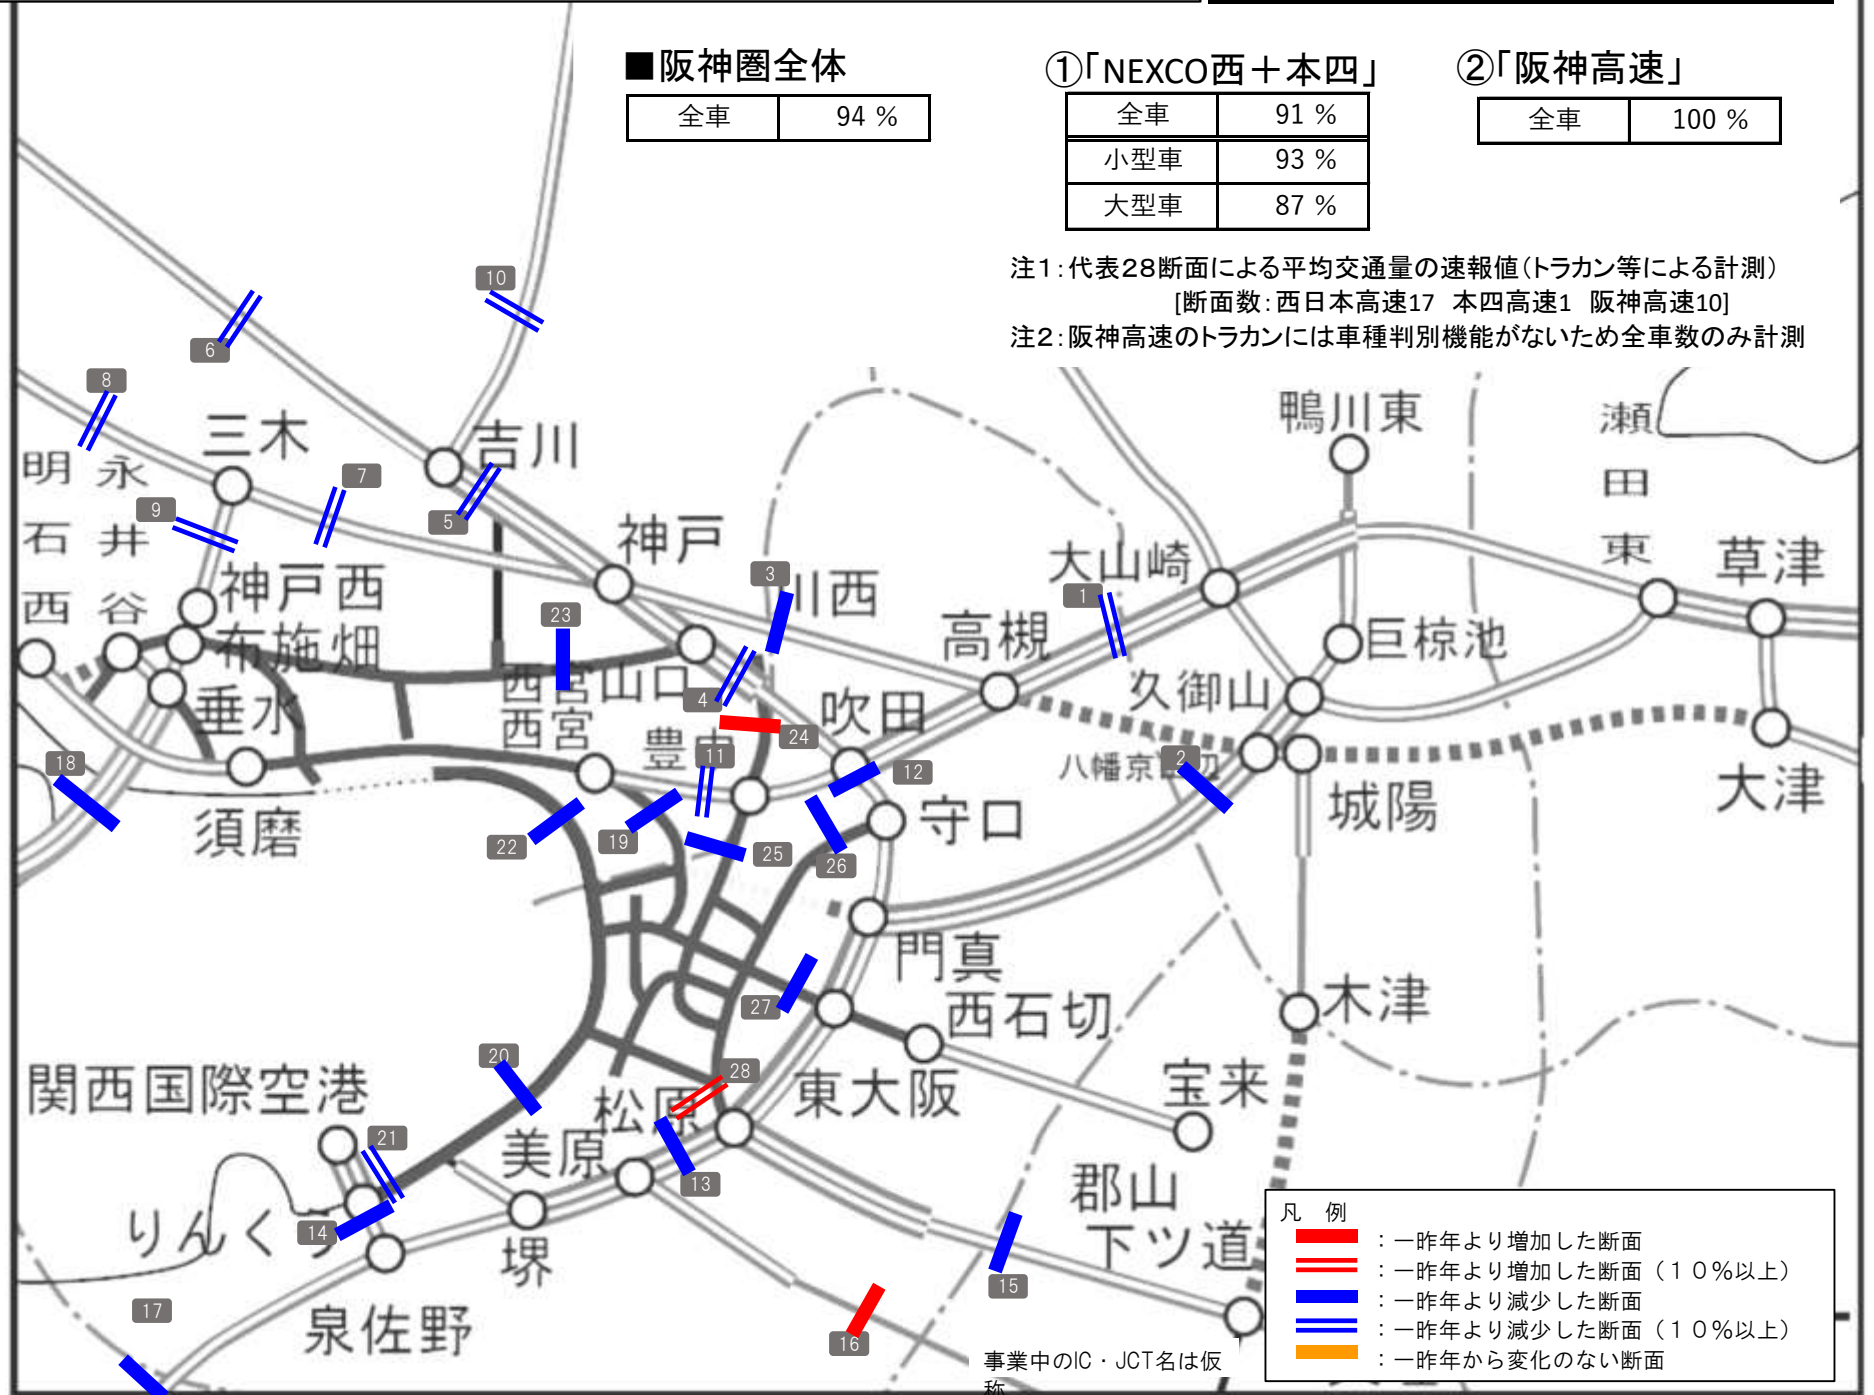 ■阪神圏全体
全車 94 %
①「NEXCO西＋本四」
全車 91 %
小型車 93 %
大型車 87 %
②「阪神高速」
全車 100 %
注１：代表２８断面による平均交通量の速報値（トラカン等による計測）
[断面数：西日本高速17　本四高速1　阪神高速10]
注２：阪神高速のトラカンには車種判別機能がないため全車数のみ計測
10
6
8
三木
吉川
鴨川東
瀬田東
明石西
永井谷
7
9
5
神戸
3
川西
大山崎
1
草津
神戸西
布施畑
23
高槻
巨椋池
垂水
西宮山口
西宮
4
吹田
久御山
24
豊中
11
12
八幡京田辺
2
18
大津
須磨
22
19
25
26
守口
城陽
門真
27
西石切
木津
20
28
関西国際空港
松原
東大阪
宝来
21
美原
13
郡山
下ツ道
14
りんくう
堺
15
17
泉佐野
16
事業中のIC・JCT名は仮
称
凡　例
：一昨年より増加した断面
：一昨年より増加した断面（１０％以上）
：一昨年より減少した断面
：一昨年より減少した断面（１０％以上）
：一昨年から変化のない断面